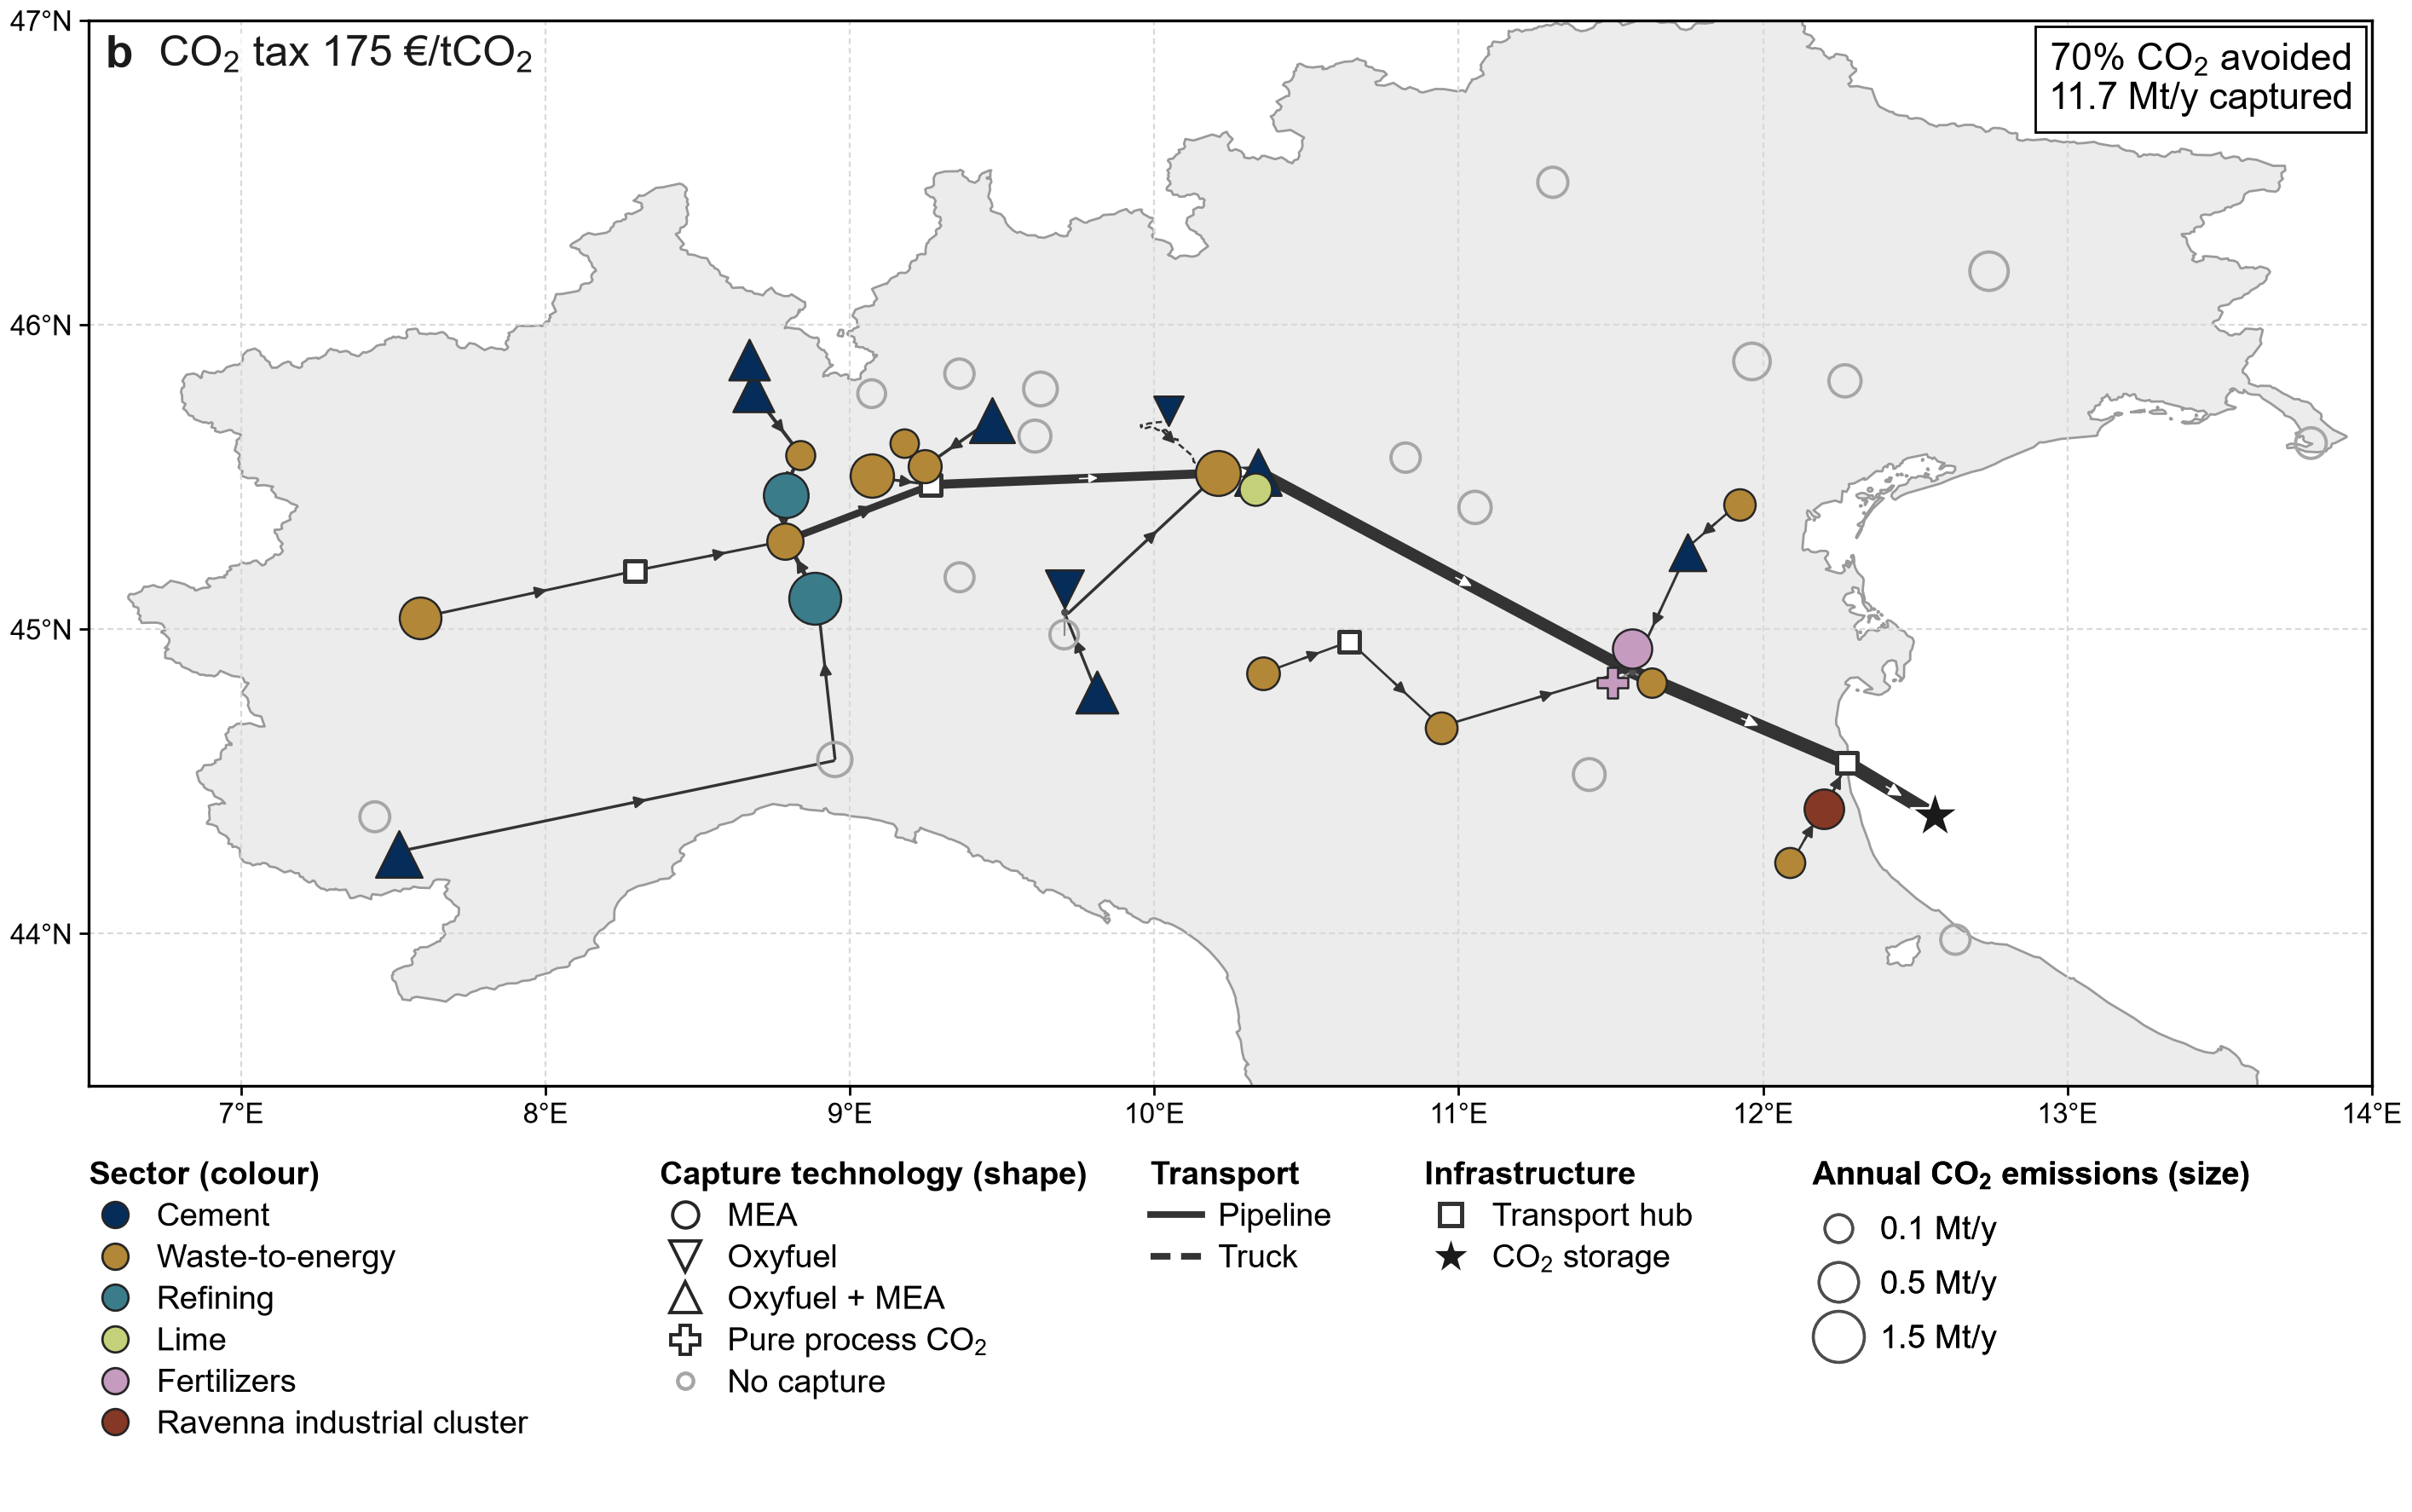 b CO₂ tax 175 €/tCO₂
70% CO₂ avoided
11.7 Mt/y captured
47°N
46°N
45°N
44°N
7°E 8°E 9°E 10°E 11°E 12°E 13°E 14°E
Sector (colour)
Cement
Waste-to-energy
Refining
Lime
Fertilizers
Ravenna industrial cluster
Capture technology (shape)
MEA
Oxyfuel
Oxyfuel + MEA
Pure process CO₂
No capture
Transport
Pipeline
Truck
Infrastructure
Transport hub
CO₂ storage
Annual CO₂ emissions (size)
0.1 Mt/y
0.5 Mt/y
1.5 Mt/y